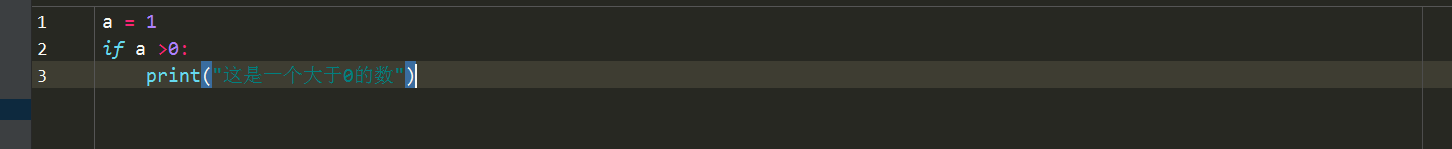 1 a = 1
2 if a >0:
3     print("这是一个大于0的数")